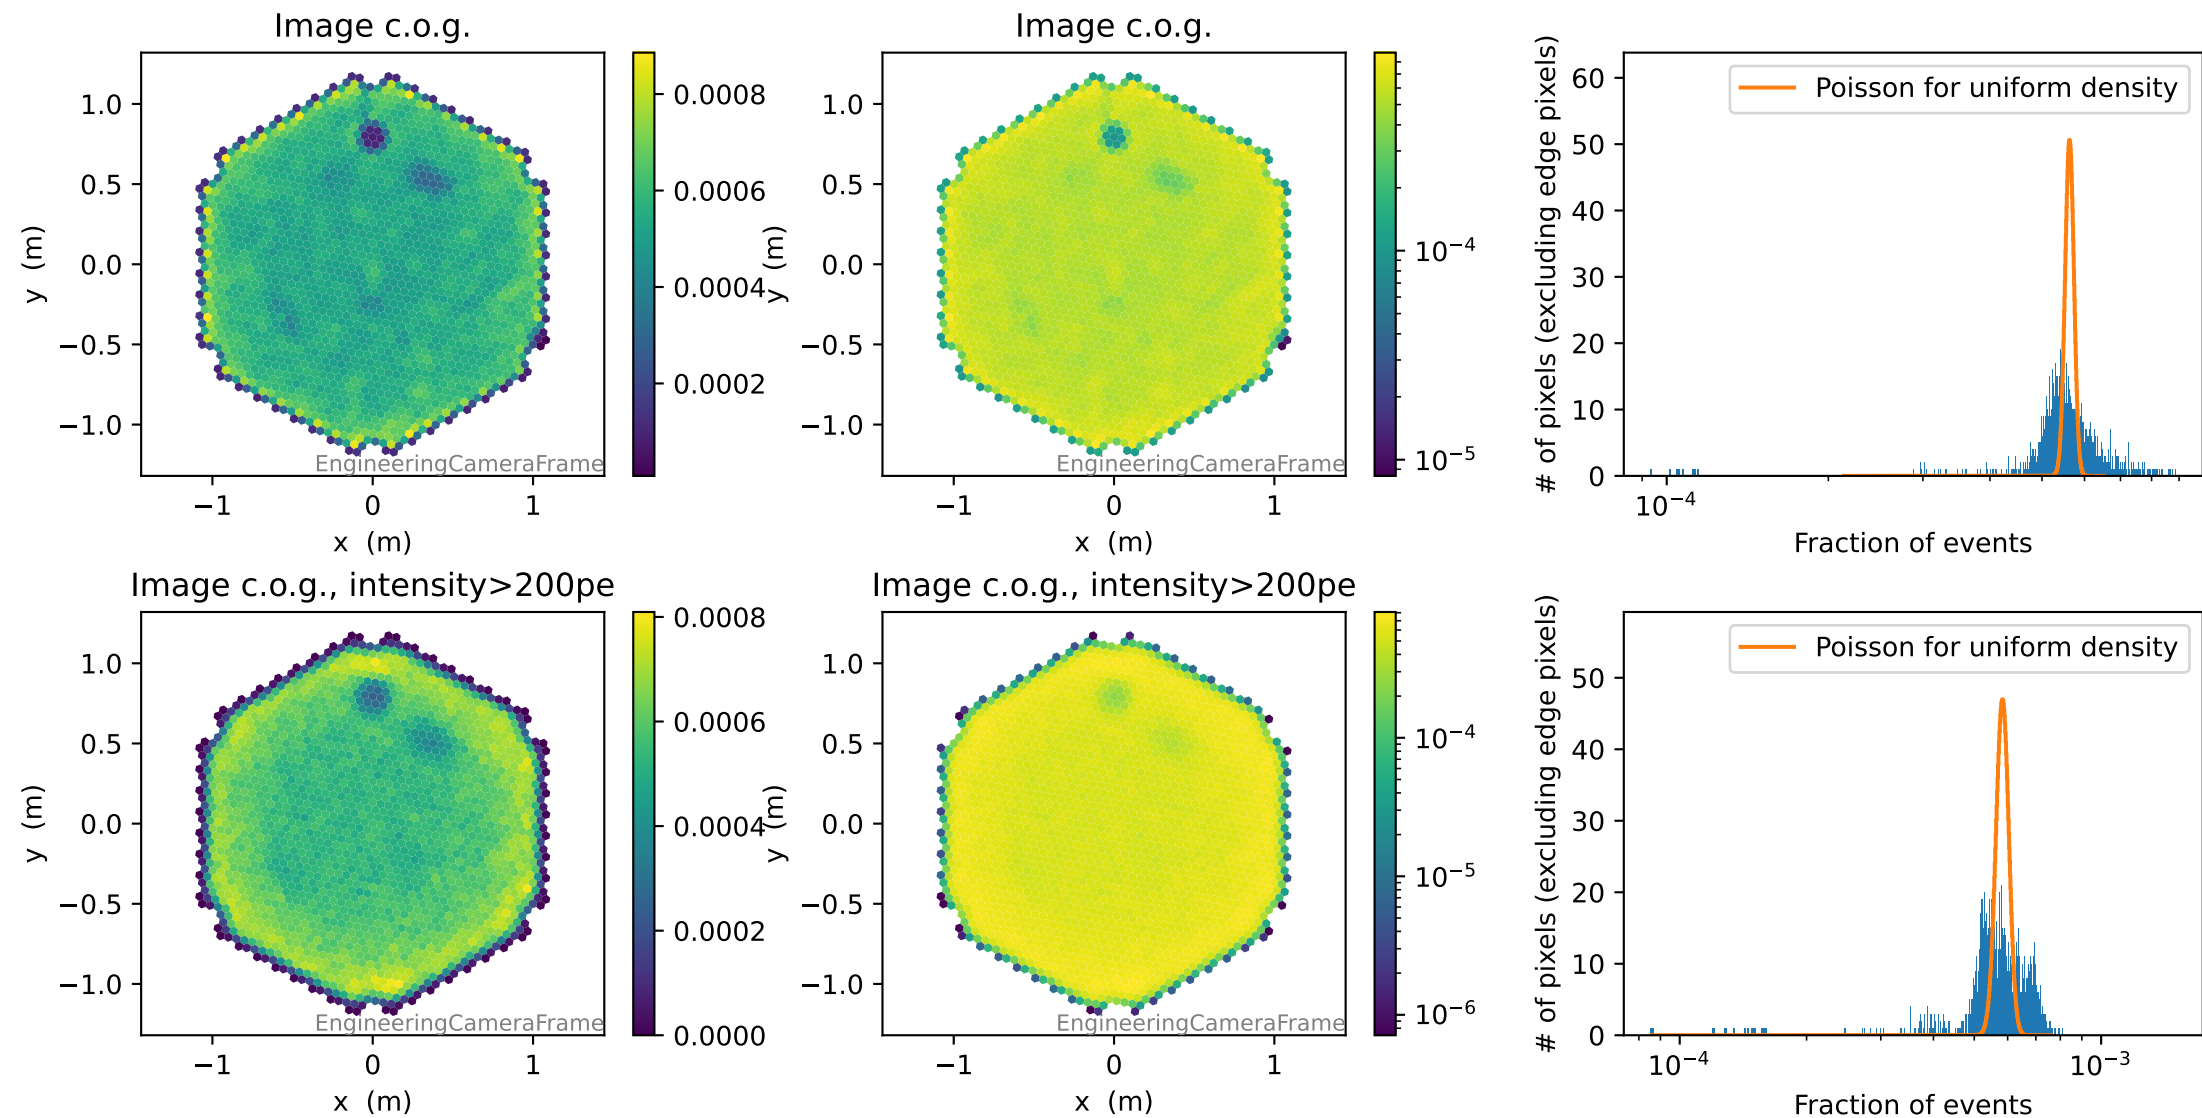 Image c.o.g.
1.0
0.5
0.0
−0.5
−1.0
y (m)
−1
0
1
x (m)
EngineeringCameraFrame
0.0008
0.0006
0.0004
0.0002
Image c.o.g.
1.0
0.5
0.0
−0.5
−1.0
y (m)
−1
0
1
x (m)
EngineeringCameraFrame
10⁻⁴
10⁻⁵
Poisson for uniform density
60
50
40
30
20
10
0
# of pixels (excluding edge pixels)
10⁻⁴
Fraction of events
Image c.o.g., intensity>200pe
1.0
0.5
0.0
−0.5
−1.0
y (m)
−1
0
1
x (m)
EngineeringCameraFrame
0.0008
0.0006
0.0004
0.0002
0.0000
Image c.o.g., intensity>200pe
1.0
0.5
0.0
−0.5
−1.0
y (m)
−1
0
1
x (m)
EngineeringCameraFrame
10⁻⁴
10⁻⁵
10⁻⁶
Poisson for uniform density
50
40
30
20
10
0
# of pixels (excluding edge pixels)
10⁻⁴
10⁻³
Fraction of events